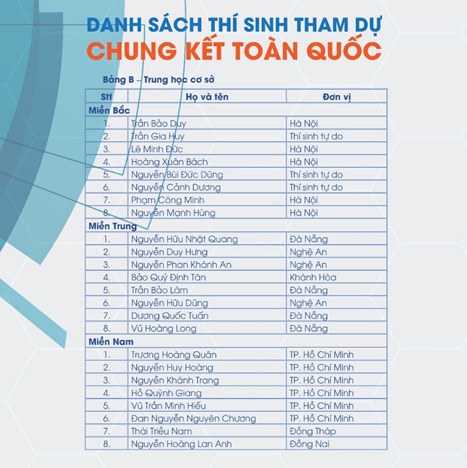 DANH SÁCH THÍ SINH THAM DỰ
CHUNG KẾT TOÀN QUỐC
Bảng B – Trung học cơ sở
Stt Họ và tên Đơn vị
Miền Bắc
1. Trần Bảo Duy Hà Nội
2. Trần Gia Huy Thí sinh tự do
3. Lê Minh Đức Hà Nội
4. Hoàng Xuân Bách Hà Nội
5. Nguyễn Bùi Đức Dũng Thí sinh tự do
6. Nguyễn Cảnh Dương Thí sinh tự do
7. Phạm Công Minh Hà Nội
8. Nguyễn Mạnh Hùng Hà Nội
Miền Trung
1. Nguyễn Hữu Nhật Quang Đà Nẵng
2. Nguyễn Duy Hưng Nghệ An
3. Nguyễn Phan Khánh An Nghệ An
4. Bảo Quý Định Tân Khánh Hòa
5. Trần Bảo Lâm Đà Nẵng
6. Nguyễn Hữu Dũng Nghệ An
7. Dương Quốc Tuấn Đà Nẵng
8. Vũ Hoàng Long Đà Nẵng
Miền Nam
1. Trương Hoàng Quân TP. Hồ Chí Minh
2. Nguyễn Huy Hoàng TP. Hồ Chí Minh
3. Nguyễn Khánh Trang TP. Hồ Chí Minh
4. Hồ Quỳnh Giang TP. Hồ Chí Minh
5. Vũ Trần Minh Hiếu TP. Hồ Chí Minh
6. Đan Nguyễn Nguyên Chương TP. Hồ Chí Minh
7. Thái Triều Nam Đồng Tháp
8. Nguyễn Hoàng Lan Anh Đồng Nai